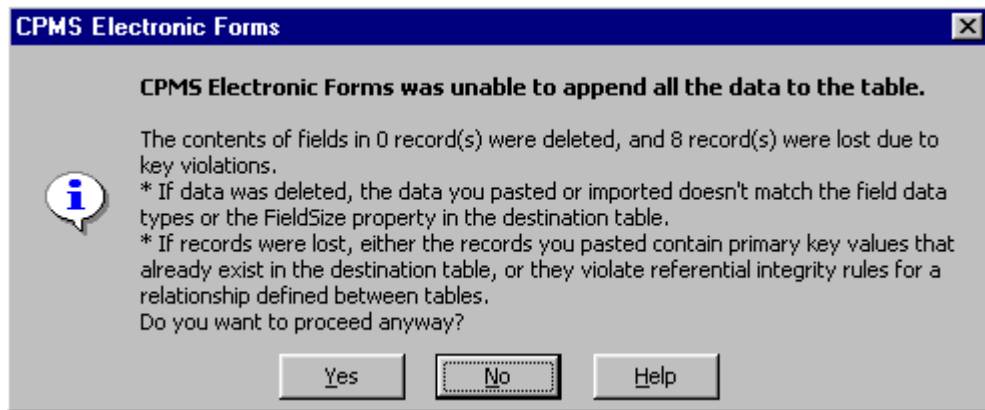 CPMS Electronic Forms
CPMS Electronic Forms was unable to append all the data to the table.
The contents of fields in 0 record(s) were deleted, and 8 record(s) were lost due to
key violations.
* If data was deleted, the data you pasted or imported doesn't match the field data
types or the FieldSize property in the destination table.
* If records were lost, either the records you pasted contain primary key values that
already exist in the destination table, or they violate referential integrity rules for a
relationship defined between tables.
Do you want to proceed anyway?
Yes No Help